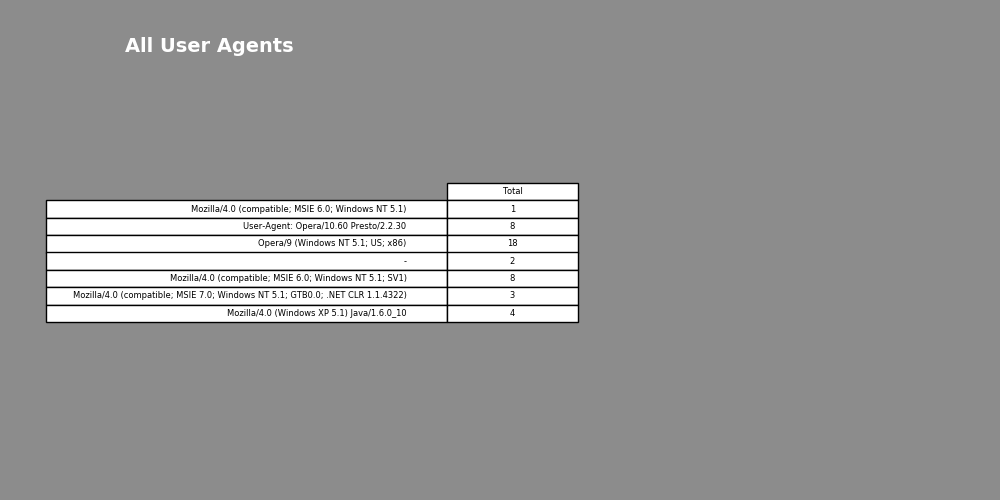 All User Agents
Total
Mozilla/4.0 (compatible; MSIE 6.0; Windows NT 5.1) 1
User-Agent: Opera/10.60 Presto/2.2.30 8
Opera/9 (Windows NT 5.1; US; x86) 18
- 2
Mozilla/4.0 (compatible; MSIE 6.0; Windows NT 5.1; SV1) 8
Mozilla/4.0 (compatible; MSIE 7.0; Windows NT 5.1; GTB0.0; .NET CLR 1.1.4322) 3
Mozilla/4.0 (Windows XP 5.1) Java/1.6.0_10 4